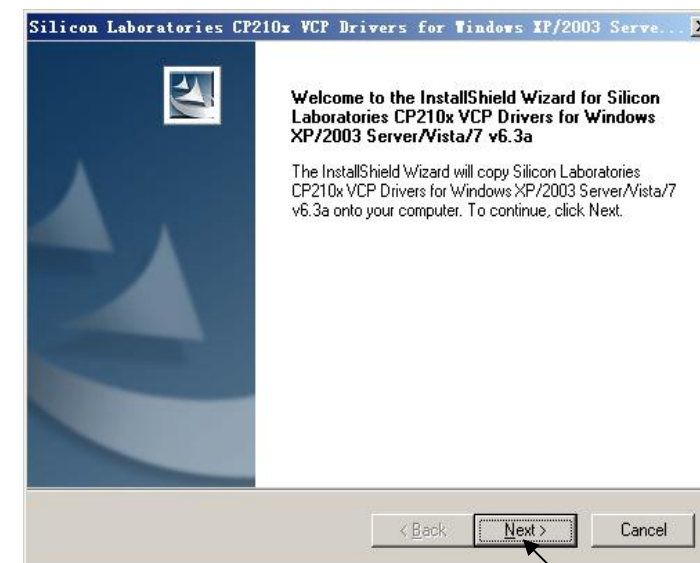 Silicon Laboratories CP210x VCP Drivers for Windows XP/2003 Serve...
Welcome to the InstallShield Wizard for Silicon
Laboratories CP210x VCP Drivers for Windows
XP/2003 Server/Vista/7 v6.3a
The InstallShield Wizard will copy Silicon Laboratories
CP210x VCP Drivers for Windows XP/2003 Server/Vista/7
v6.3a onto your computer. To continue, click Next.
< Back Next > Cancel